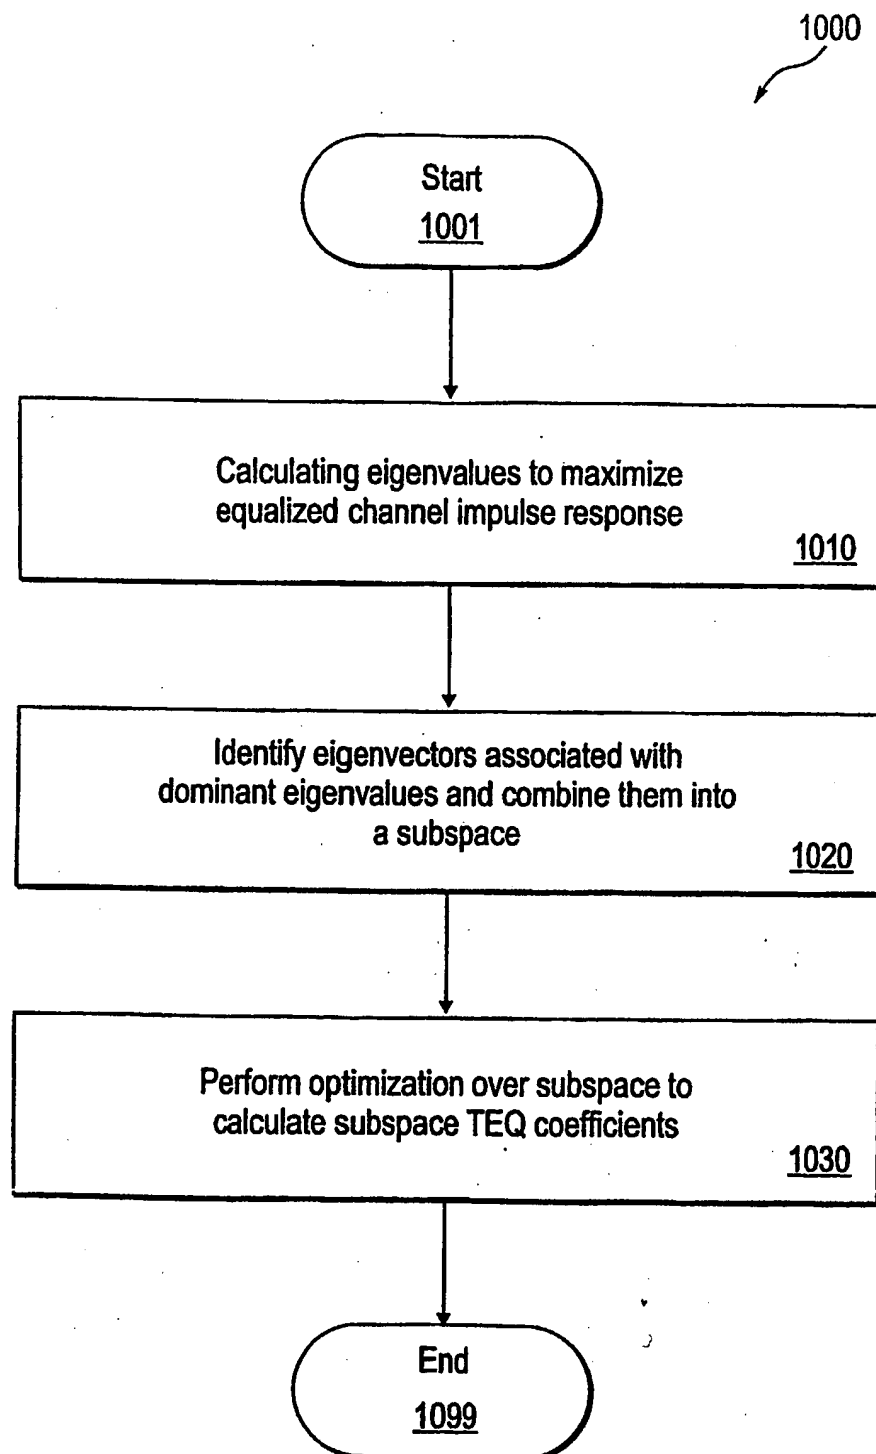 1000
Start
1001
Calculating eigenvalues to maximize
equalized channel impulse response
1010
Identify eigenvectors associated with
dominant eigenvalues and combine them into
a subspace
1020
Perform optimization over subspace to
calculate subspace TEQ coefficients
1030
End
1099